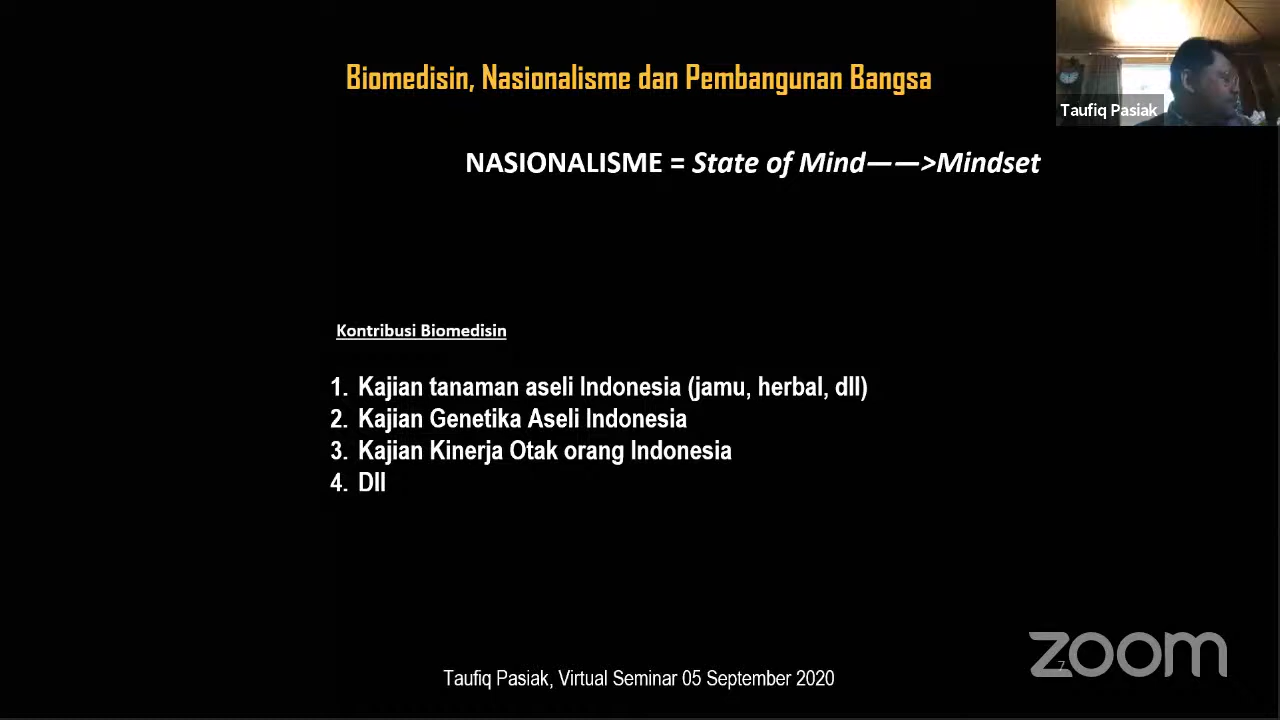 Biomedisin, Nasionalisme dan Pembangunan Bangsa
Taufiq Pasiak
NASIONALISME = State of Mind——>Mindset
Kontribusi Biomedisin
1. Kajian tanaman aseli Indonesia (jamu, herbal, dll)
2. Kajian Genetika Aseli Indonesia
3. Kajian Kinerja Otak orang Indonesia
4. Dll
Taufiq Pasiak, Virtual Seminar 05 September 2020
7
zoom